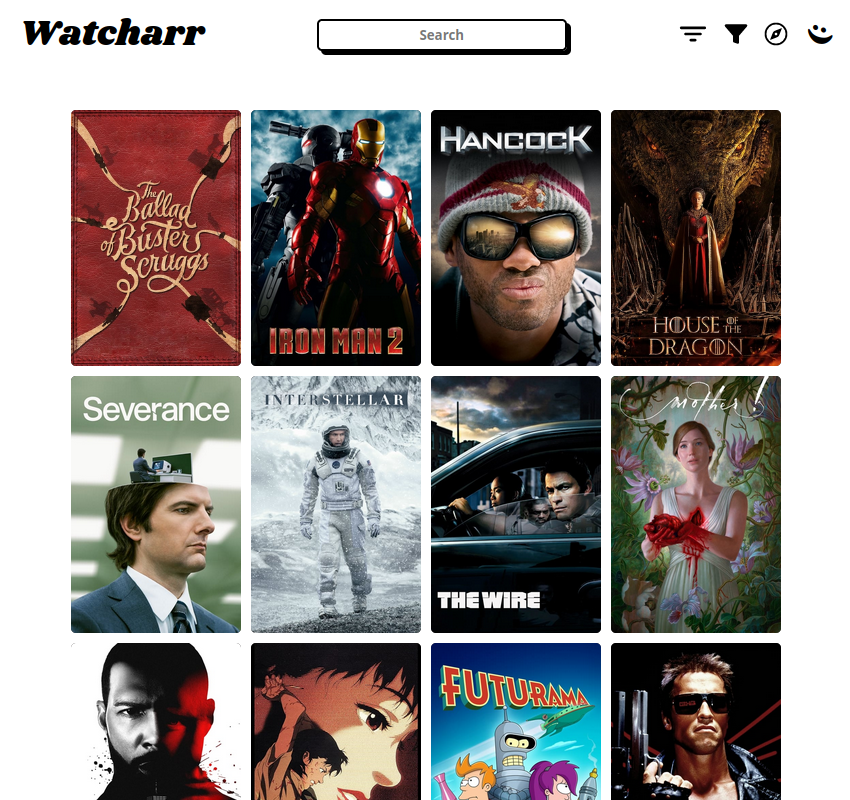 Watcharr
Search
The
Ballad
of Buster
Scruggs
IRON MAN 2
HANCOCK
HOUSE OF THE
DRAGON
Severance
INTERSTELLAR
THE WIRE
mother!
FUTURAMA